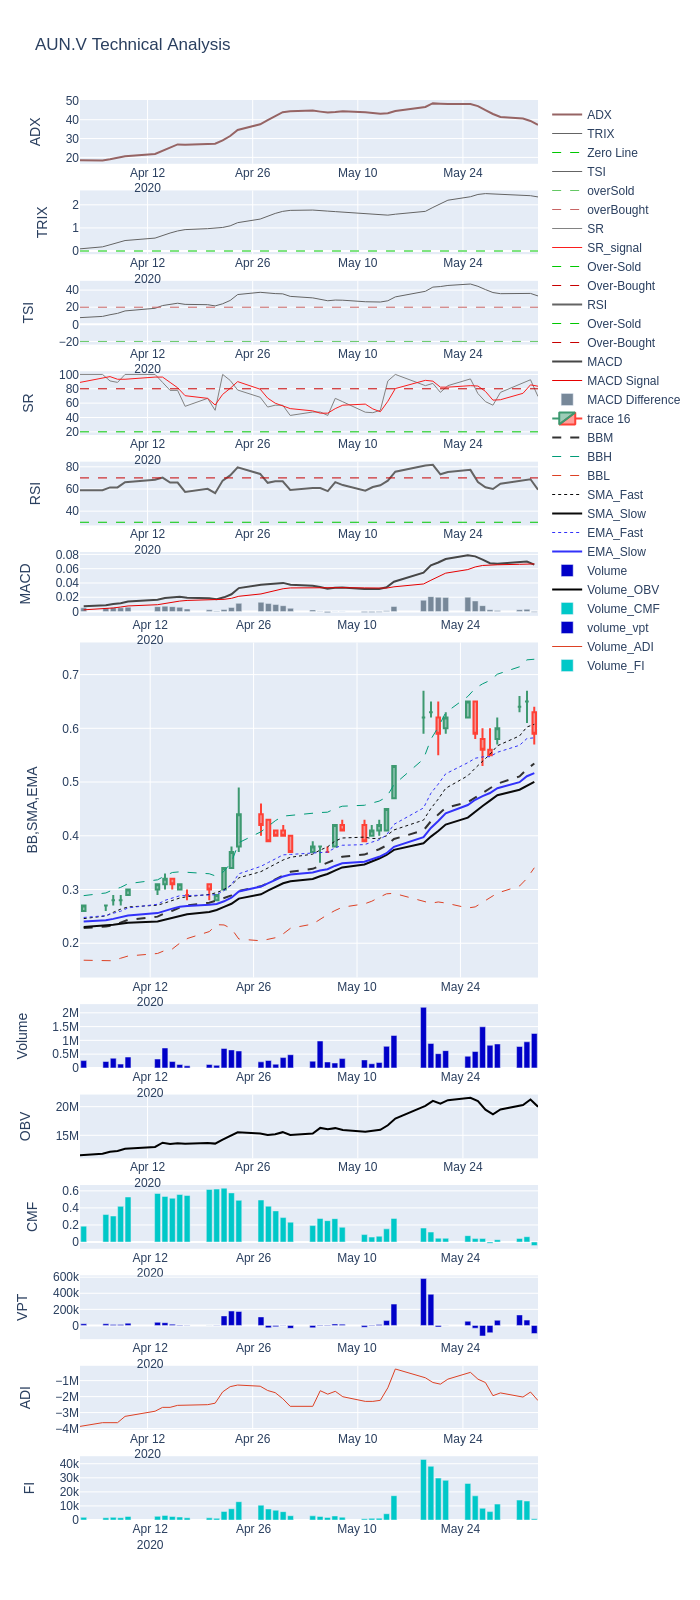 AUN.V Technical Analysis
ADX
50
40
30
20
Apr 12
2020
Apr 26
May 10
May 24
TRIX
2
1
0
Apr 12
2020
Apr 26
May 10
May 24
TSI
40
20
0
−20
Apr 12
2020
Apr 26
May 10
May 24
SR
100
80
60
40
20
Apr 12
2020
Apr 26
May 10
May 24
RSI
80
60
40
Apr 12
2020
Apr 26
May 10
May 24
MACD
0.08
0.06
0.04
0.02
0
Apr 12
2020
Apr 26
May 10
May 24
BB,SMA,EMA
0.7
0.6
0.5
0.4
0.3
0.2
Apr 12
2020
Apr 26
May 10
May 24
Volume
2M
1.5M
1M
0.5M
0
Apr 12
2020
Apr 26
May 10
May 24
OBV
20M
15M
Apr 12
2020
Apr 26
May 10
May 24
CMF
0.6
0.4
0.2
0
Apr 12
2020
Apr 26
May 10
May 24
VPT
600k
400k
200k
0
Apr 12
2020
Apr 26
May 10
May 24
ADI
−1M
−2M
−3M
−4M
Apr 12
2020
Apr 26
May 10
May 24
FI
40k
30k
20k
10k
0
Apr 12
2020
Apr 26
May 10
May 24
ADX
TRIX
Zero Line
TSI
overSold
overBought
SR
SR_signal
Over-Sold
Over-Bought
RSI
Over-Sold
Over-Bought
MACD
MACD Signal
MACD Difference
trace 16
BBM
BBH
BBL
SMA_Fast
SMA_Slow
EMA_Fast
EMA_Slow
Volume
Volume_OBV
Volume_CMF
volume_vpt
Volume_ADI
Volume_FI